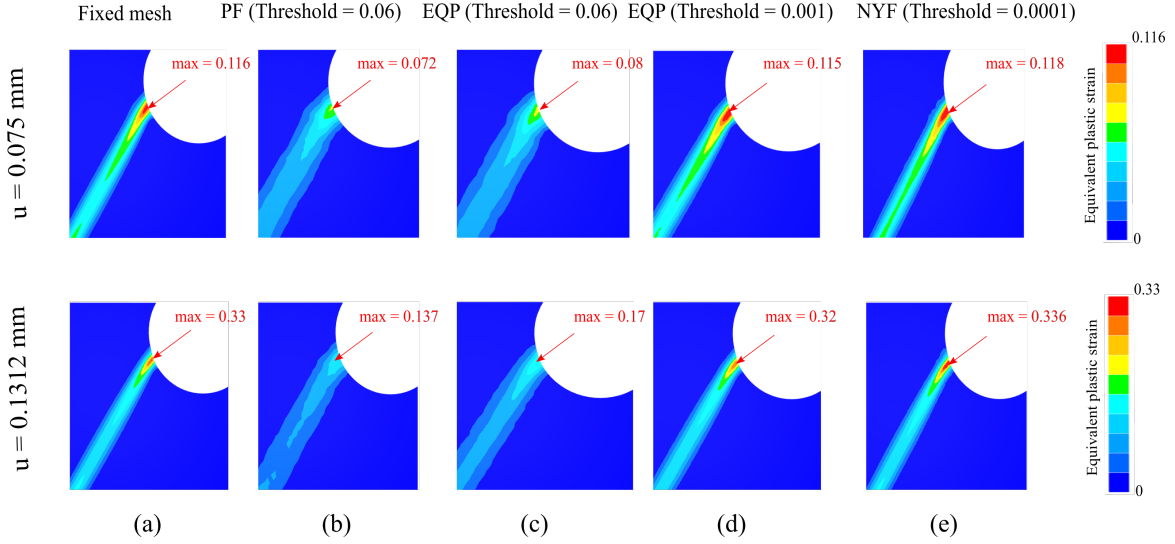 Fixed mesh
PF (Threshold = 0.06)
EQP (Threshold = 0.06)
EQP (Threshold = 0.001)
NYF (Threshold = 0.0001)
u = 0.075 mm
max = 0.116
max = 0.072
max = 0.08
max = 0.115
max = 0.118
0.116
Equivalent plastic strain
0
u = 0.1312 mm
max = 0.33
max = 0.137
max = 0.17
max = 0.32
max = 0.336
0.33
Equivalent plastic strain
0
(a)
(b)
(c)
(d)
(e)